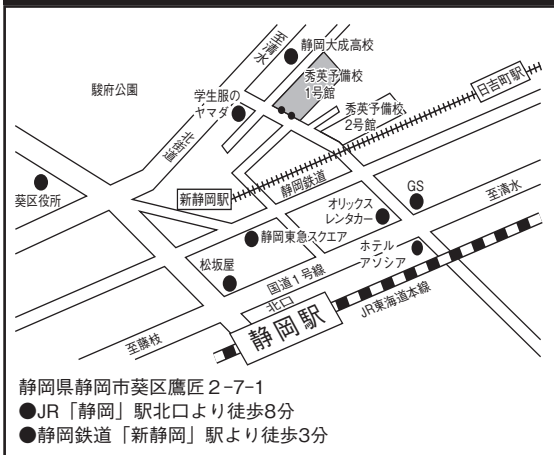 至清水
静岡大成高校
駿府公園
学生服の
ヤマダ
秀英予備校
1号館
日吉町駅
北街道
秀英予備校
2号館
葵区役所
新静岡駅
静岡鉄道
GS
至清水
オリックス
レンタカー
静岡東急スクエア
松坂屋
ホテル
アソシア
国道1号線
北口
JR東海道本線
静岡駅
至藤枝
静岡県静岡市葵区鷹匠2-7-1
●JR「静岡」駅北口より徒歩8分
●静岡鉄道「新静岡」駅より徒歩3分